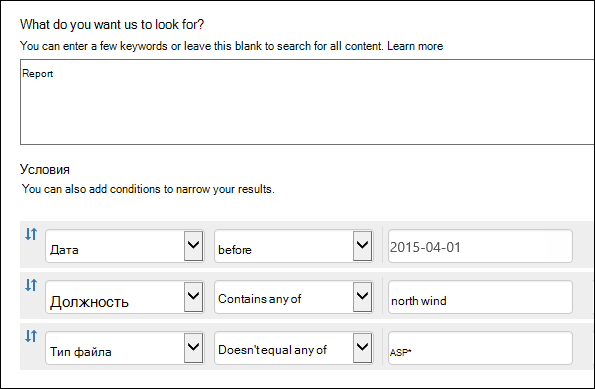 What do you want us to look for?
You can enter a few keywords or leave this blank to search for all content. Learn more
Report
Условия
You can also add conditions to narrow your results.
Дата before 2015-04-01
Должность Contains any of north wind
Тип файла Doesn't equal any of ASP*